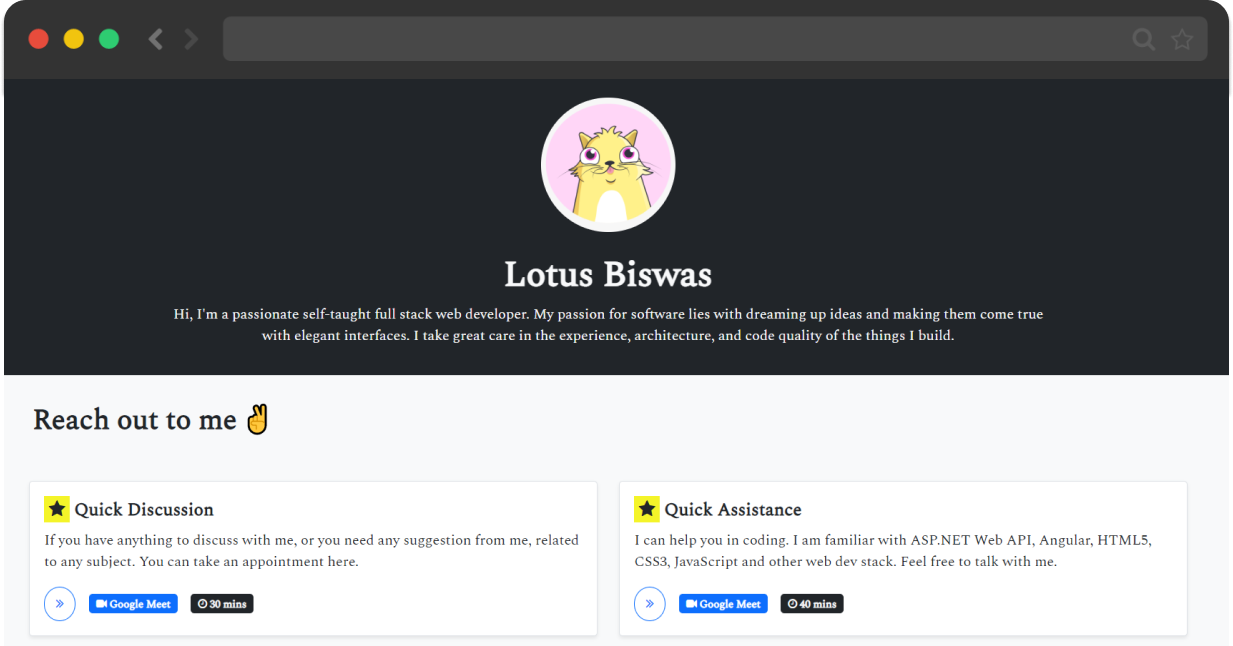 Lotus Biswas
Hi, I'm a passionate self-taught full stack web developer. My passion for software lies with dreaming up ideas and making them come true
with elegant interfaces. I take great care in the experience, architecture, and code quality of the things I build.
Reach out to me ✌
Quick Discussion
If you have anything to discuss with me, or you need any suggestion from me, related
to any subject. You can take an appointment here.
Google Meet 30 mins
Quick Assistance
I can help you in coding. I am familiar with ASP.NET Web API, Angular, HTML5,
CSS3, JavaScript and other web dev stack. Feel free to talk with me.
Google Meet 40 mins